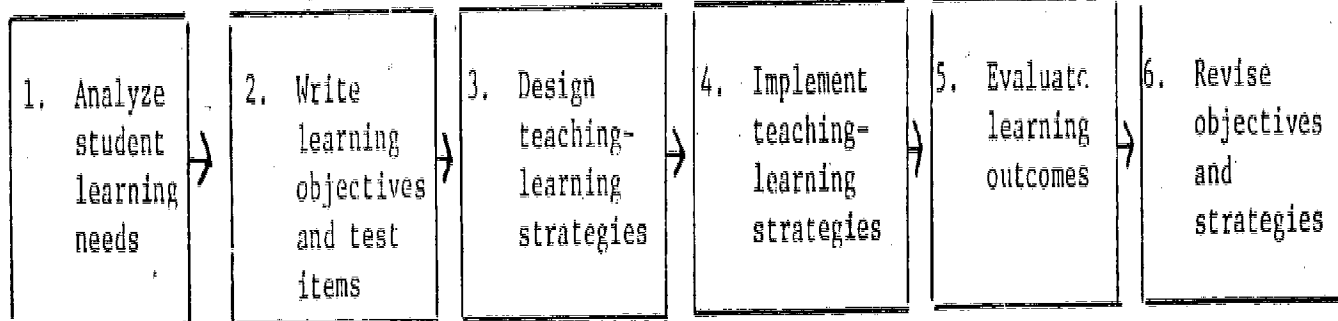 1. Analyze
student
learning
needs
2. Write
learning
objectives
and test
items
3. Design
teaching-
learning
strategies
4. Implement
teaching-
learning
strategies
5. Evaluate
learning
outcomes
6. Revise
objectives
and
strategies